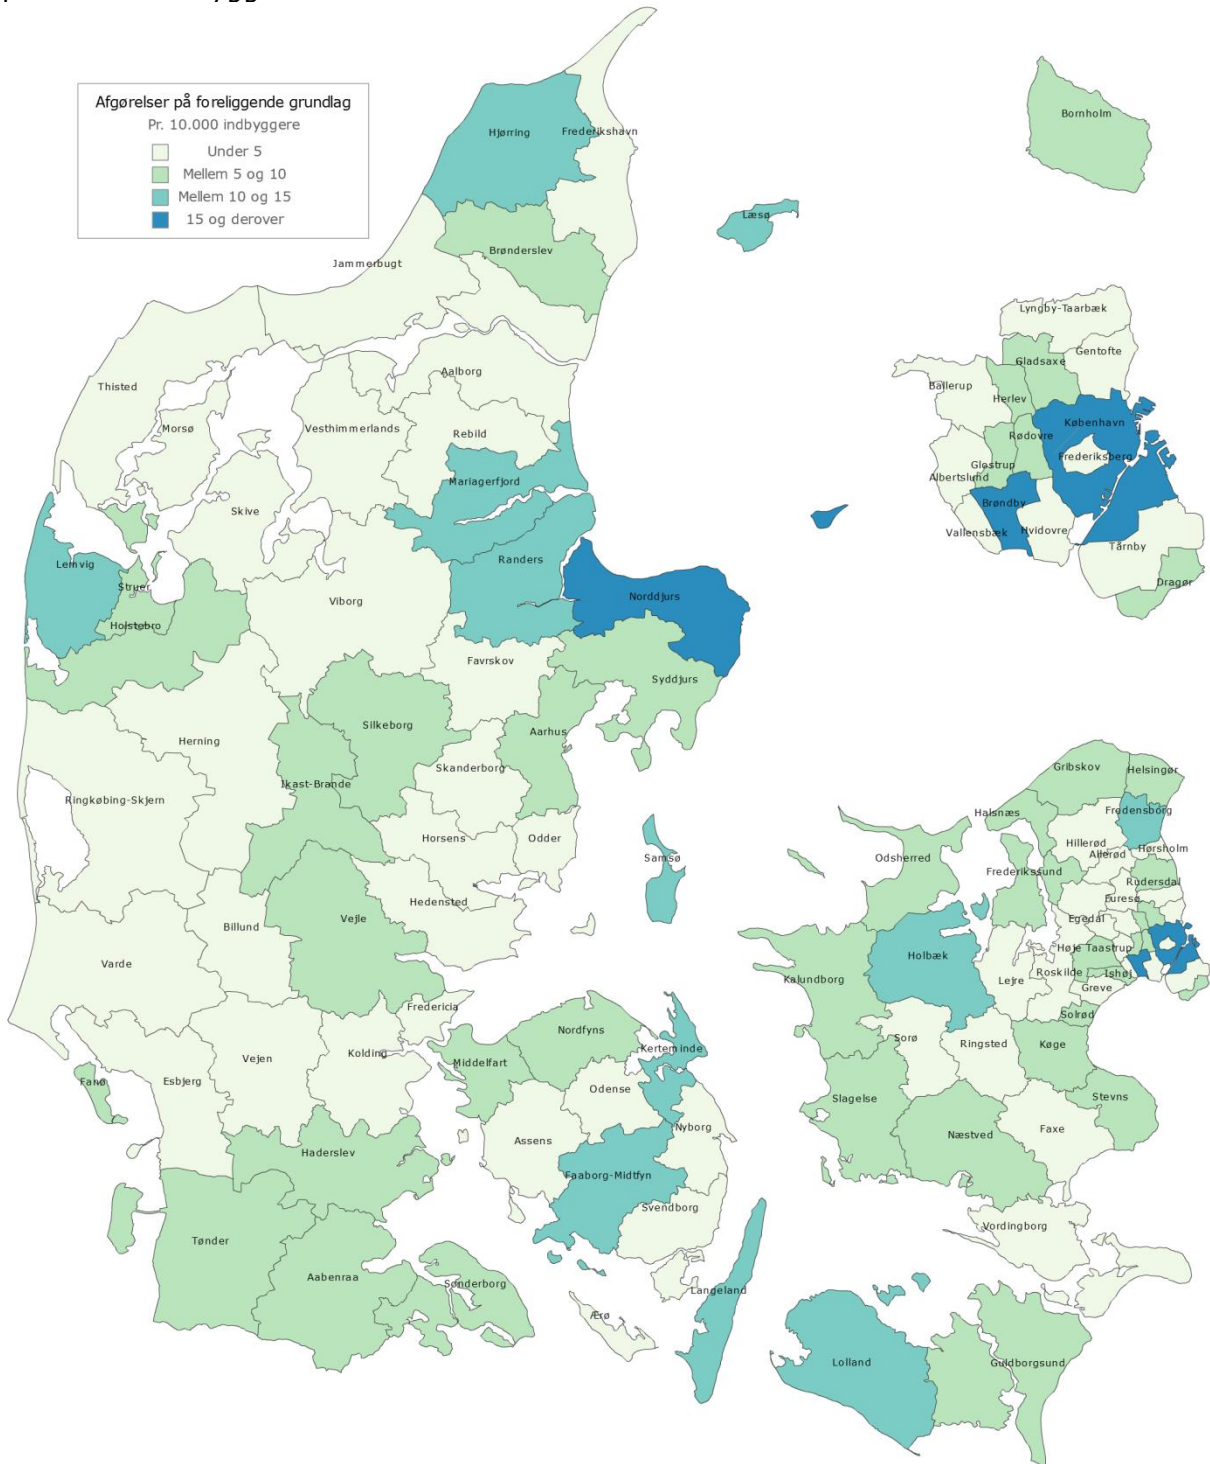 Afgørelser på foreliggende grundlag
Pr. 10.000 indbyggere
Under 5
Mellem 5 og 10
Mellem 10 og 15
15 og derover
Hjørring
Frederikshavn
Bornholm
Læsø
Brønderslev
Jammerbugt
Lyngby-Taarbæk
Gentofte
Gladsaxe
Ballerup
Herlev
København
Rødovre
Frederiksberg
Glostrup
Albertslund
Brøndby
Hvidovre
Vallensbæk
Tårnby
Dragør
Thisted
Aalborg
Morsø
Vesthimmerlands
Rebild
Mariagerfjord
Skive
Lemvig
Struer
Randers
Holstebro
Viborg
Norddjurs
Favrskov
Syddjurs
Silkeborg
Aarhus
Herning
Skanderborg
Ikast-Brande
Ringkøbing-Skjern
Horsens
Odder
Samsø
Hedensted
Vejle
Billund
Varde
Fredericia
Kolding
Vejen
Esbjerg
Fanø
Haderslev
Tønder
Aabenraa
Sønderborg
Nordfyns
Middelfart
Kerteminde
Odense
Assens
Nyborg
Faaborg-Midtfyn
Svendborg
Langeland
Ærø
Gribskov
Helsingør
Halsnæs
Fredensborg
Hillerød
Hørsholm
Allerød
Odsherred
Frederikssund
Rudersdal
Furesø
Egedal
Høje Taastrup
Holbæk
Kalundborg
Lejre
Roskilde
Ishøj
Greve
Solrød
Sorø
Ringsted
Køge
Slagelse
Stevns
Næstved
Faxe
Vordingborg
Lolland
Guldborgsund